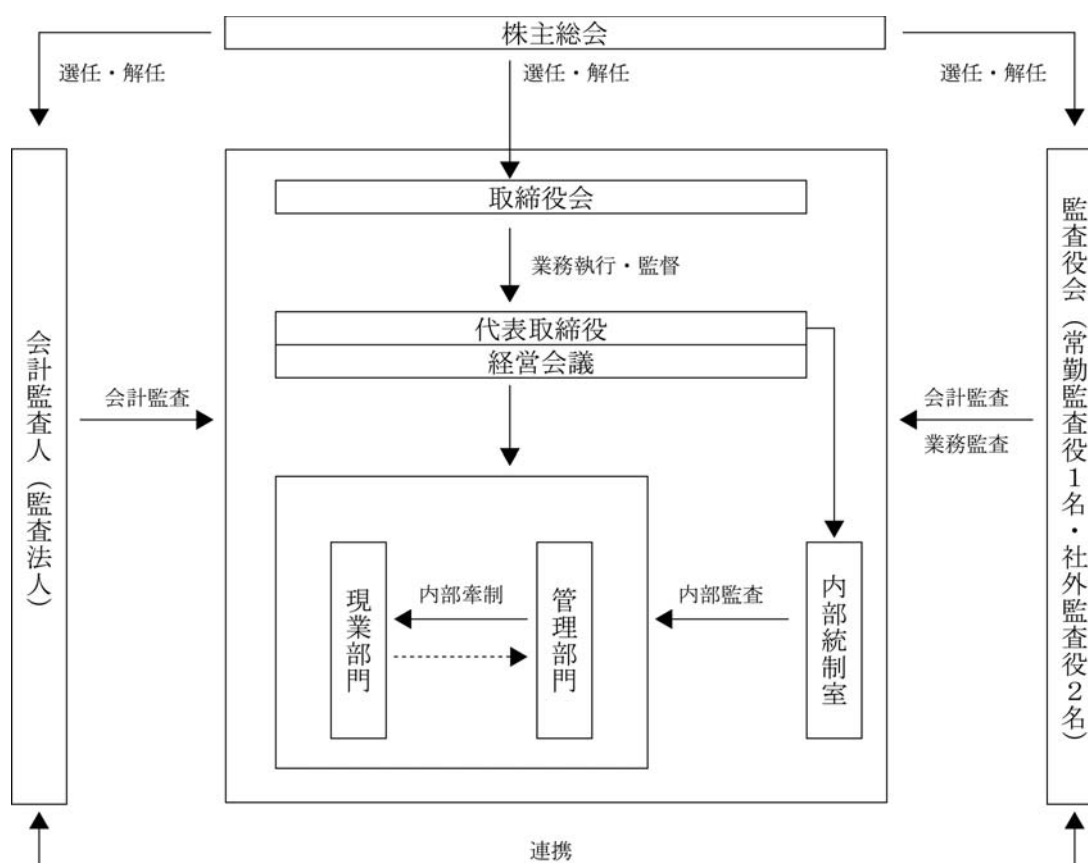 株主総会
選任・解任
選任・解任
選任・解任
取締役会
業務執行・監督
代表取締役
経営会議
会計監査人（監査法人）
会計監査
会計監査
業務監査
監査役会（常勤監査役1名・社外監査役2名）
現業部門
内部牽制
管理部門
内部監査
内部統制室
連携